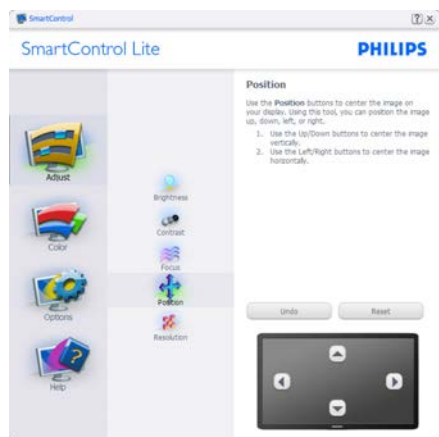 SmartControl
SmartControl Lite
PHILIPS
Adjust
Color
Options
Help
Brightness
Contrast
Focus
Position
Resolution
Position
Use the Position buttons to center the image on
your display. Using this tool, you can position the image
up, down, left, or right.
1. Use the Up/Down buttons to center the image
vertically.
2. Use the Left/Right buttons to center the image
horizontally.
Undo
Reset